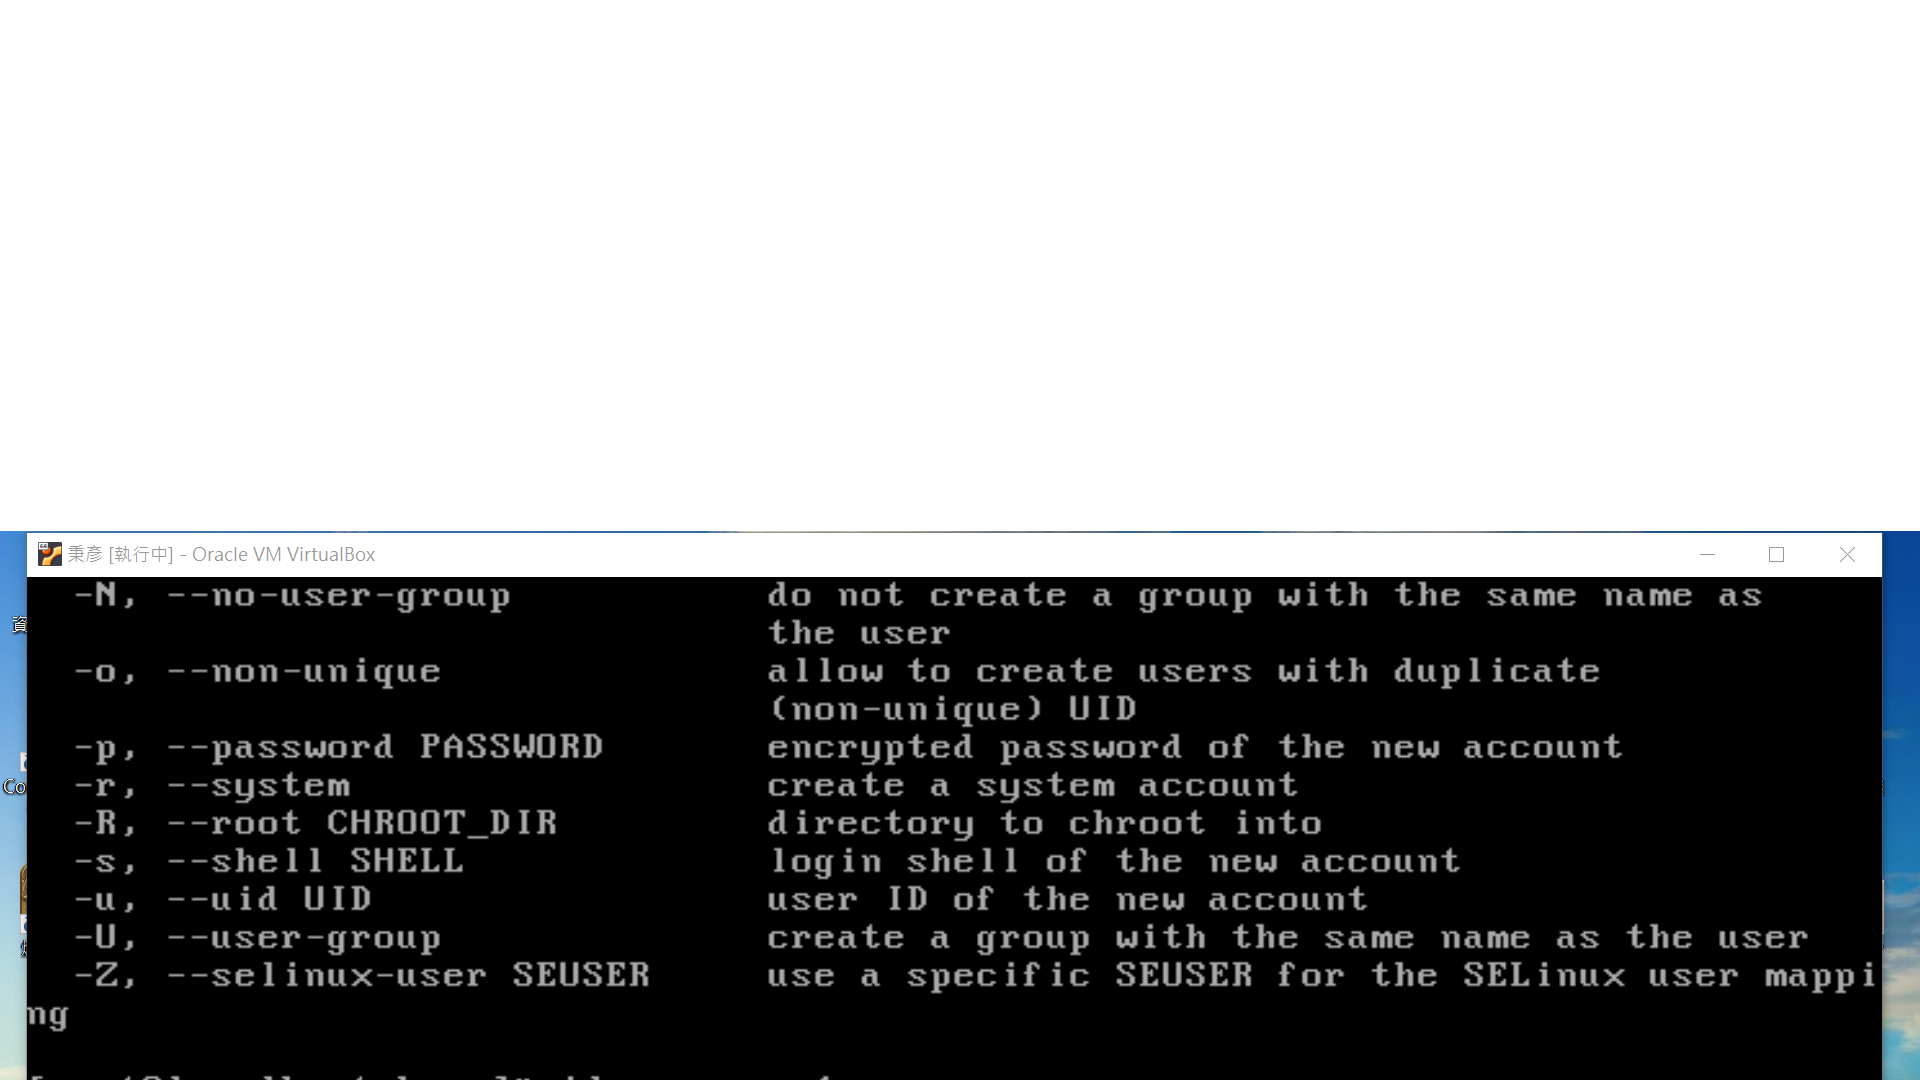 秉彥 [執行中] - Oracle VM VirtualBox
-N, --no-user-group do not create a group with the same name as
the user
-o, --non-unique allow to create users with duplicate
(non-unique) UID
-p, --password PASSWORD encrypted password of the new account
-r, --system create a system account
-R, --root CHROOT_DIR directory to chroot into
-s, --shell SHELL login shell of the new account
-u, --uid UID user ID of the new account
-U, --user-group create a group with the same name as the user
-Z, --selinux-user SEUSER use a specific SEUSER for the SELinux user mappi
ng
資
Co